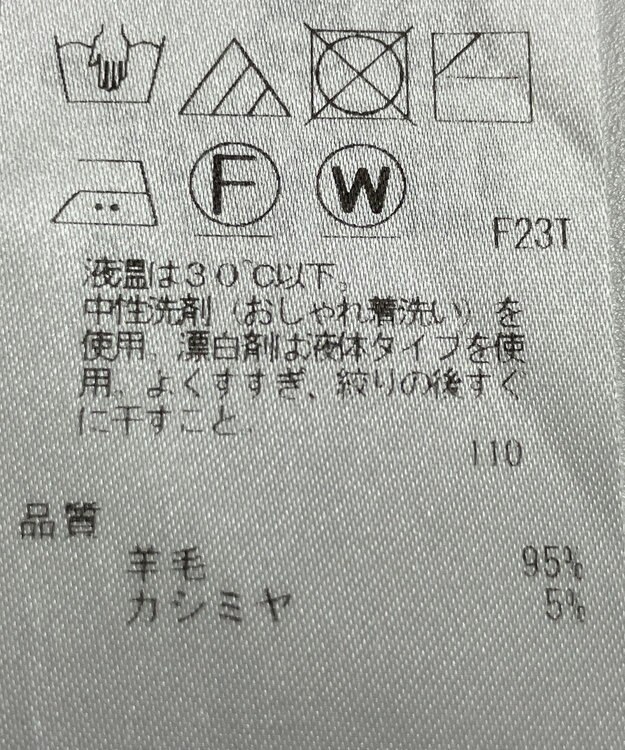 F
W
F23T
液温は30℃以下。
中性洗剤（おしゃれ着洗い）を
使用。漂白剤は液体タイプを使
用。よくすすぎ、絞りの後すぐ
に干すこと。
110
品質
羊毛 95%
カシミヤ 5%